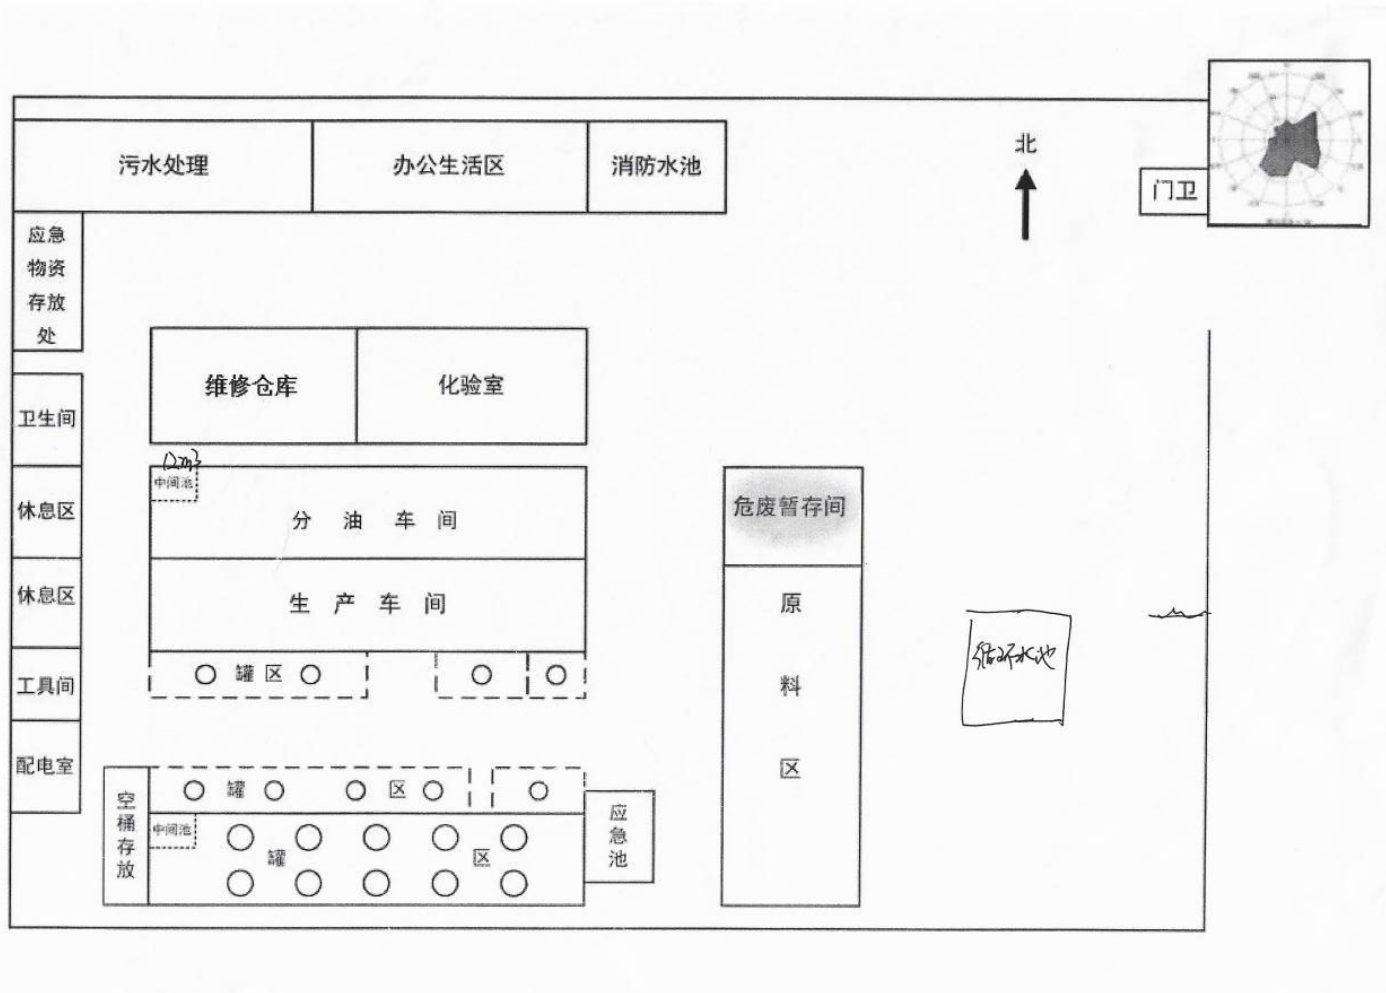 污水处理
办公生活区
消防水池
北
门卫
应急
物资
存放
处
维修仓库
化验室
卫生间
12m³
中间池
休息区
分油车间
危废暂存间
休息区
生产车间
原
料
区
循环水池
罐区
工具间
配电室
空
桶
存
放
罐区
中间池
罐区
应
急
池